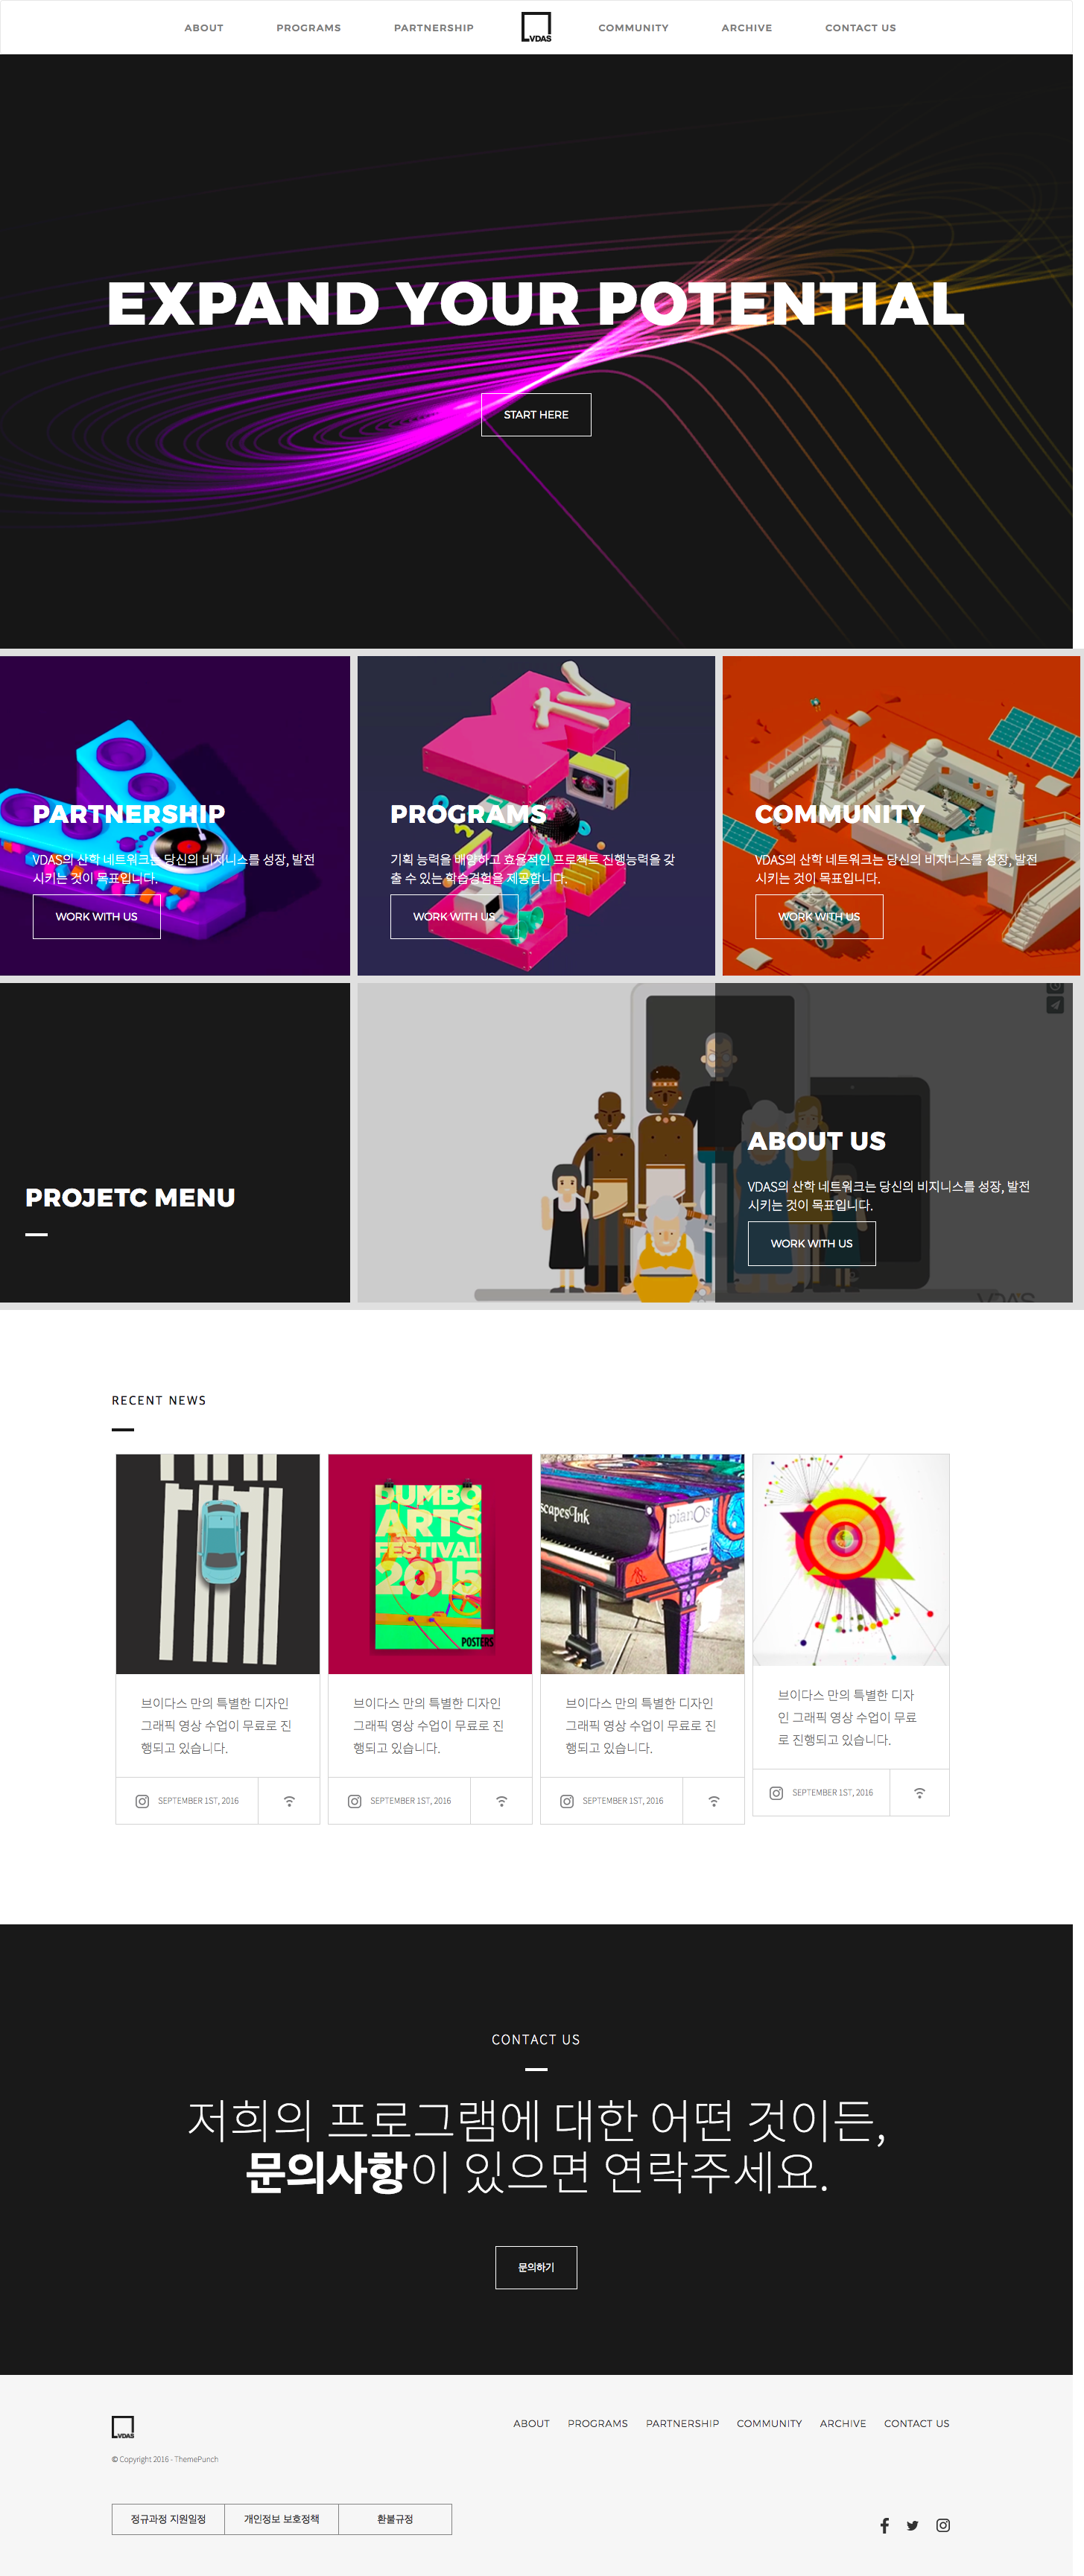 ABOUT PROGRAMS PARTNERSHIP VDAS COMMUNITY ARCHIVE CONTACT US
EXPAND YOUR POTENTIAL
START HERE
PARTNERSHIP
VDAS의 산학 네트워크는 당신의 비지니스를 성장, 발전
시키는 것이 목표입니다.
WORK WITH US
TV
PROGRAMS
기획 능력을 배양하고 효율적인 프로젝트 진행능력을 갖
출 수 있는 학습경험을 제공합니다.
WORK WITH US
COMMUNITY
VDAS의 산학 네트워크는 당신의 비지니스를 성장, 발전
시키는 것이 목표입니다.
WORK WITH US
PROJETC MENU
ABOUT US
VDAS의 산학 네트워크는 당신의 비지니스를 성장, 발전
시키는 것이 목표입니다.
WORK WITH US
VDAS
RECENT NEWS
브이다스 만의 특별한 디자인
그래픽 영상 수업이 무료로 진
행되고 있습니다.
SEPTEMBER 1ST, 2016
DUMBO
ARTS
FESTIVAL
2015
POSTERS
브이다스 만의 특별한 디자인
그래픽 영상 수업이 무료로 진
행되고 있습니다.
SEPTEMBER 1ST, 2016
scapesInk
pianos
브이다스 만의 특별한 디자인
그래픽 영상 수업이 무료로 진
행되고 있습니다.
SEPTEMBER 1ST, 2016
브이다스 만의 특별한 디자
인 그래픽 영상 수업이 무료
로 진행되고 있습니다.
SEPTEMBER 1ST, 2016
CONTACT US
저희의 프로그램에 대한 어떤 것이든,
문의사항이 있으면 연락주세요.
문의하기
VDAS
ABOUT PROGRAMS PARTNERSHIP COMMUNITY ARCHIVE CONTACT US
© Copyright 2016 - ThemePunch
정규과정 지원일정 개인정보 보호정책 환불규정